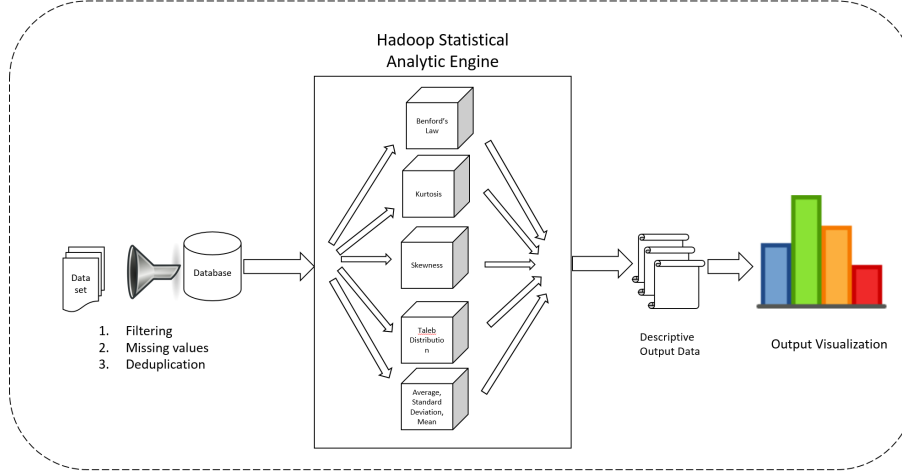 Hadoop Statistical
Analytic Engine
Benford's
Law
Kurtosis
Skewness
Taleb
Distributio
n
Average,
Standard
Deviation,
Mean
Data
set
Database
1. Filtering
2. Missing values
3. Deduplication
Descriptive
Output Data
Output Visualization